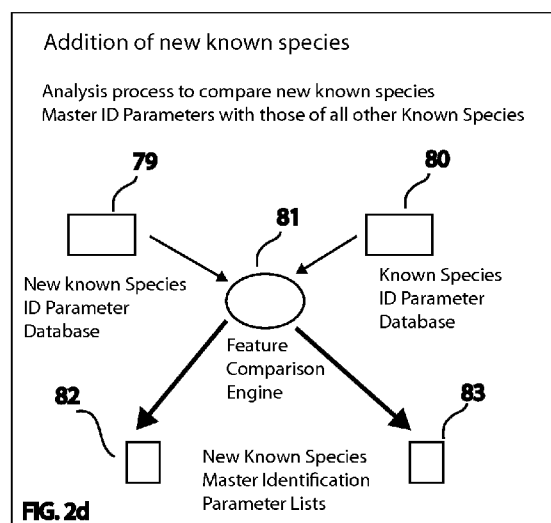 Addition of new known species
Analysis process to compare new known species
Master ID Parameters with those of all other Known Species
79
80
81
New known Species
ID Parameter
Database
Known Species
ID Parameter
Database
Feature
Comparison
Engine
82
83
New Known Species
Master Identification
Parameter Lists
FIG. 2d